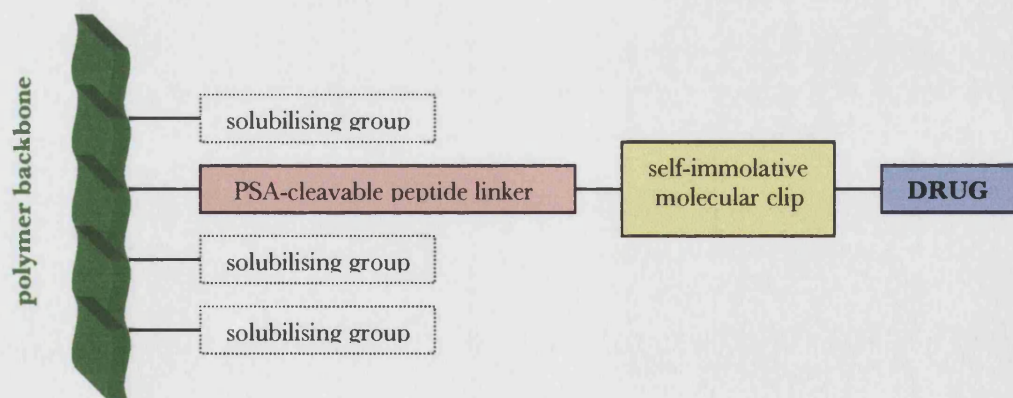 polymer backbone
solubilising group
PSA-cleavable peptide linker
self-immolative
molecular clip
DRUG
solubilising group
solubilising group